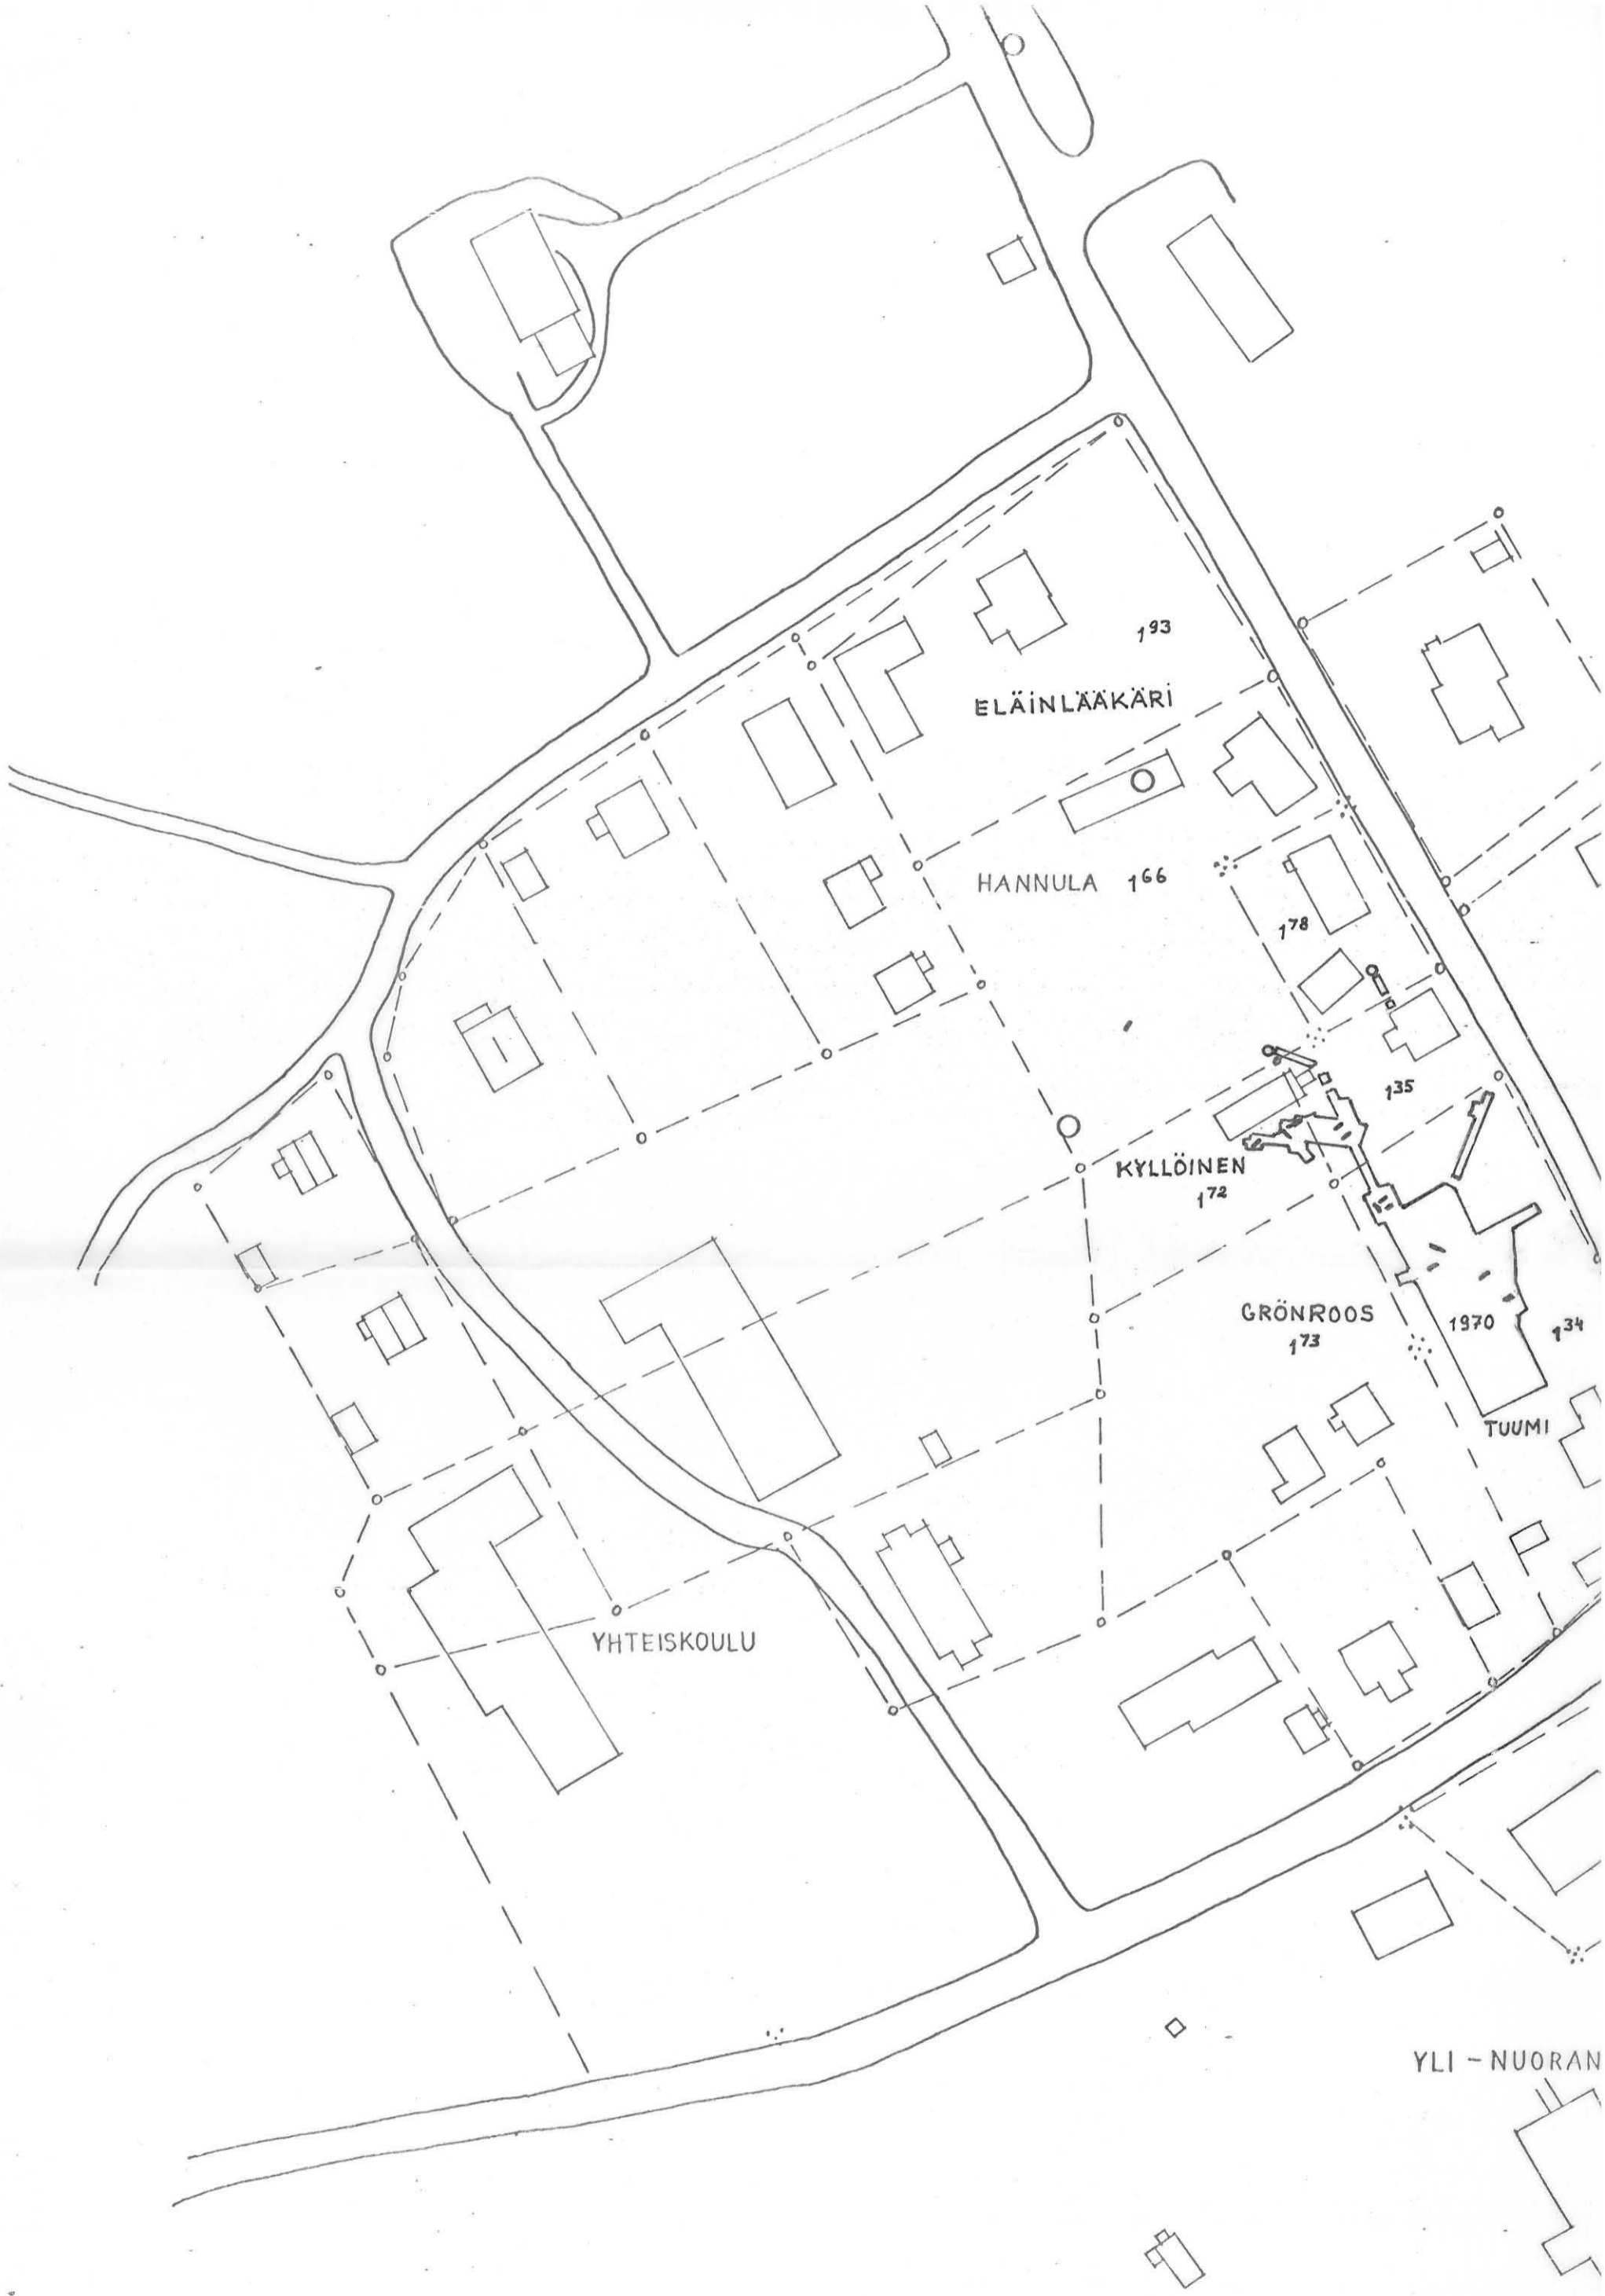 1⁹³
ELÄINLÄÄKÄRI
HANNULA 1⁶⁶
1⁷⁸
1³⁵
KYLLÖINEN
1⁷²
GRÖNROOS
1⁷³
1970
1³⁴
TUUMI
YHTEISKOULU
YLI - NUORAN